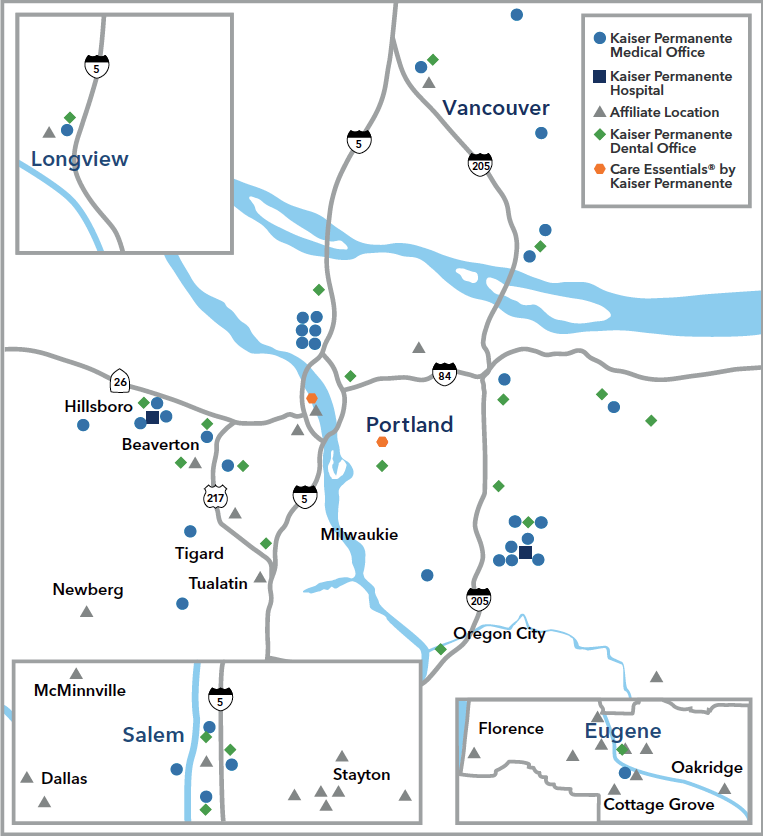 5
Longview
Vancouver
5
205
Kaiser Permanente
Medical Office
Kaiser Permanente
Hospital
Affiliate Location
Kaiser Permanente
Dental Office
Care Essentials® by
Kaiser Permanente
26
84
Hillsboro
Beaverton
Portland
217
5
Milwaukie
Tigard
Tualatin
Newberg
205
Oregon City
McMinnville
5
Salem
Dallas
Stayton
Florence
Eugene
Oakridge
Cottage Grove